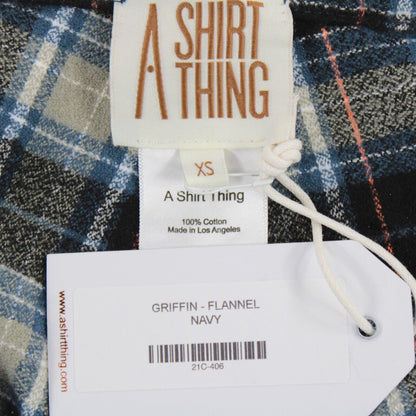 A SHIRT
THING
XS
A Shirt Thing
100% Cotton
Made in Los Angeles
www.ashirtthing.com
GRIFFIN - FLANNEL
NAVY
21C-406